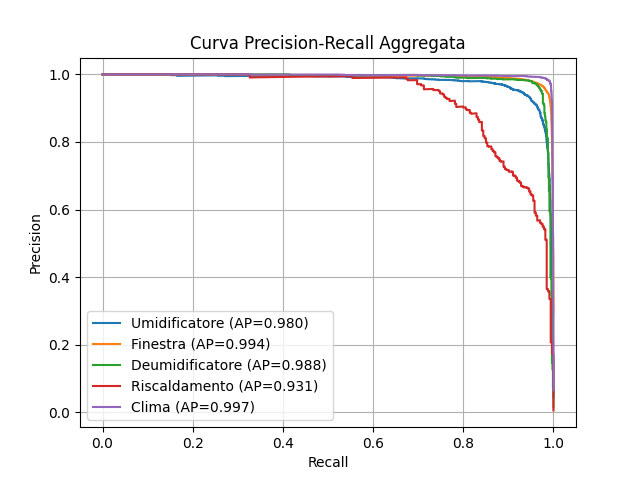 Curva Precision-Recall Aggregata
Precision
1.0
0.8
0.6
0.4
0.2
0.0
Umidificatore (AP=0.980)
Finestra (AP=0.994)
Deumidificatore (AP=0.988)
Riscaldamento (AP=0.931)
Clima (AP=0.997)
0.0 0.2 0.4 0.6 0.8 1.0
Recall